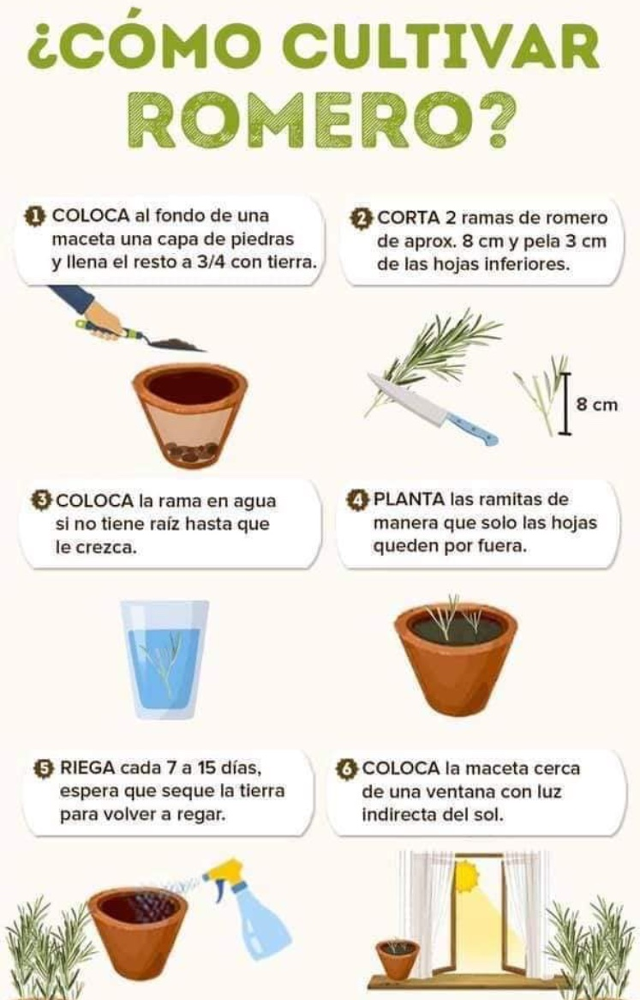 ¿CÓMO CULTIVAR
ROMERO?
1 COLOCA al fondo de una
maceta una capa de piedras
y llena el resto a 3/4 con tierra.
2 CORTA 2 ramas de romero
de aprox. 8 cm y pela 3 cm
de las hojas inferiores.
8 cm
3 COLOCA la rama en agua
si no tiene raíz hasta que
le crezca.
4 PLANTA las ramitas de
manera que solo las hojas
queden por fuera.
5 RIEGA cada 7 a 15 días,
espera que seque la tierra
para volver a regar.
6 COLOCA la maceta cerca
de una ventana con luz
indirecta del sol.